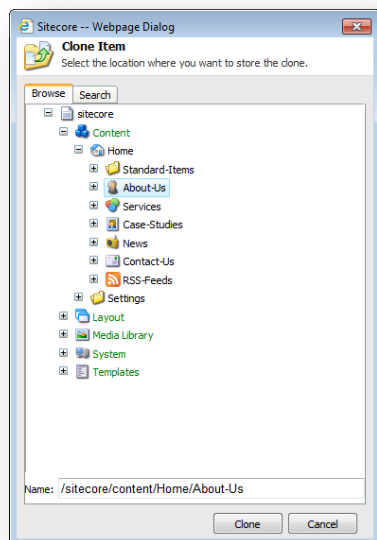 Sitecore -- Webpage Dialog
Clone Item
Select the location where you want to store the clone.
Browse Search
sitecore
Content
Home
Standard-Items
About-Us
Services
Case-Studies
News
Contact-Us
RSS-Feeds
Settings
Layout
Media Library
System
Templates
Name: /sitecore/content/Home/About-Us
Clone Cancel